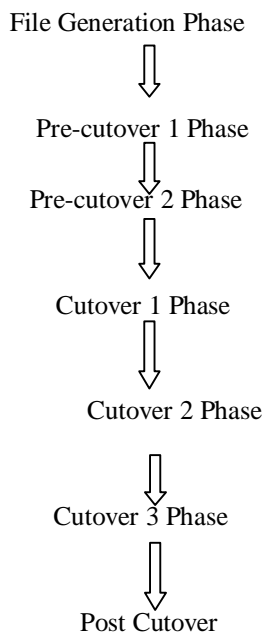 File Generation Phase
Pre-cutover 1 Phase
Pre-cutover 2 Phase
Cutover 1 Phase
Cutover 2 Phase
Cutover 3 Phase
Post Cutover